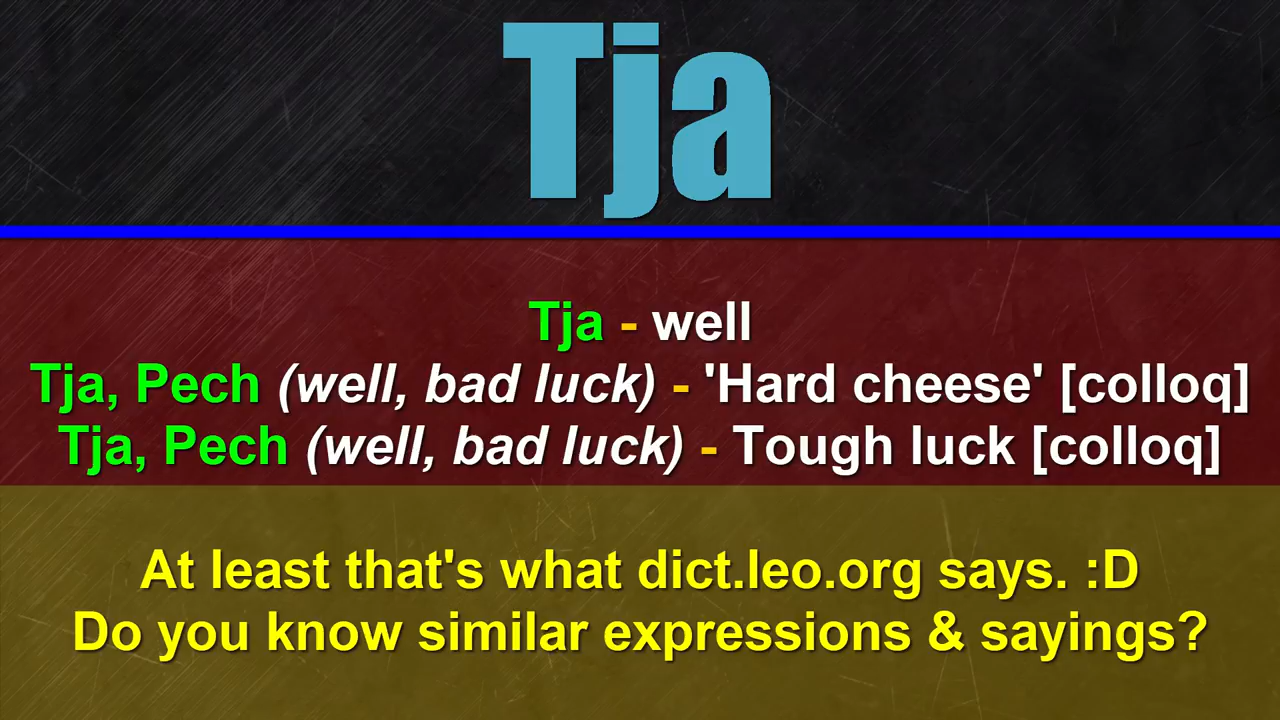 Tja
Tja - well
Tja, Pech (well, bad luck) - 'Hard cheese' [colloq]
Tja, Pech (well, bad luck) - Tough luck [colloq]
At least that's what dict.leo.org says. :D
Do you know similar expressions & sayings?